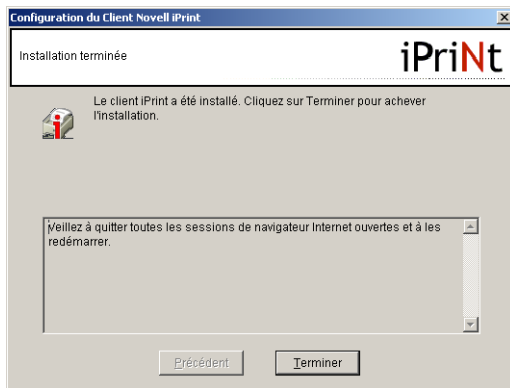 Configuration du Client Novell iPrint
Installation terminée
iPriNt
Le client iPrint a été installé. Cliquez sur Terminer pour achever
l'installation.
Veillez à quitter toutes les sessions de navigateur Internet ouvertes et à les
redémarrer.
Précédent
Terminer